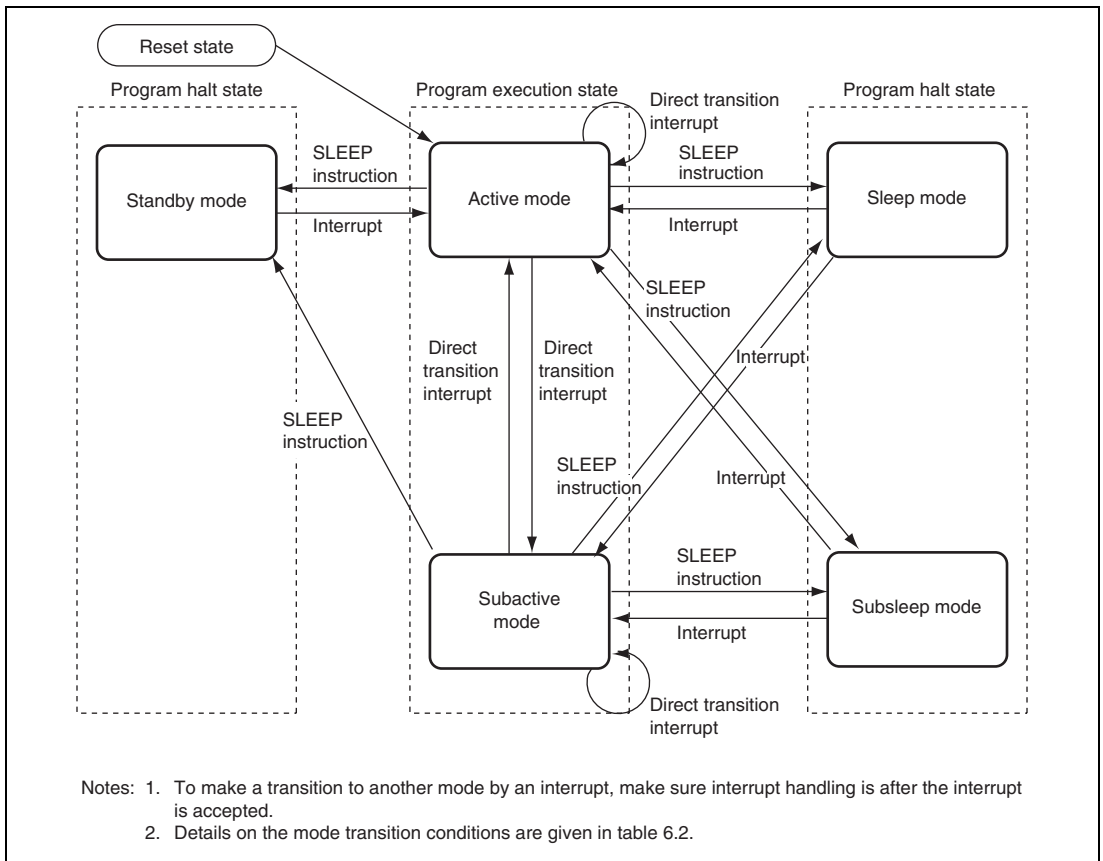 Reset state
Program halt state
Program execution state
Program halt state
Direct transition
interrupt
SLEEP
instruction
SLEEP
instruction
Standby mode
Active mode
Sleep mode
Interrupt
Interrupt
SLEEP
instruction
Direct
transition
interrupt
Direct
transition
interrupt
Interrupt
SLEEP
instruction
SLEEP
instruction
Interrupt
SLEEP
instruction
Subactive
mode
Subsleep mode
Interrupt
Direct transition
interrupt
Notes: 1. To make a transition to another mode by an interrupt, make sure interrupt handling is after the interrupt
is accepted.
2. Details on the mode transition conditions are given in table 6.2.